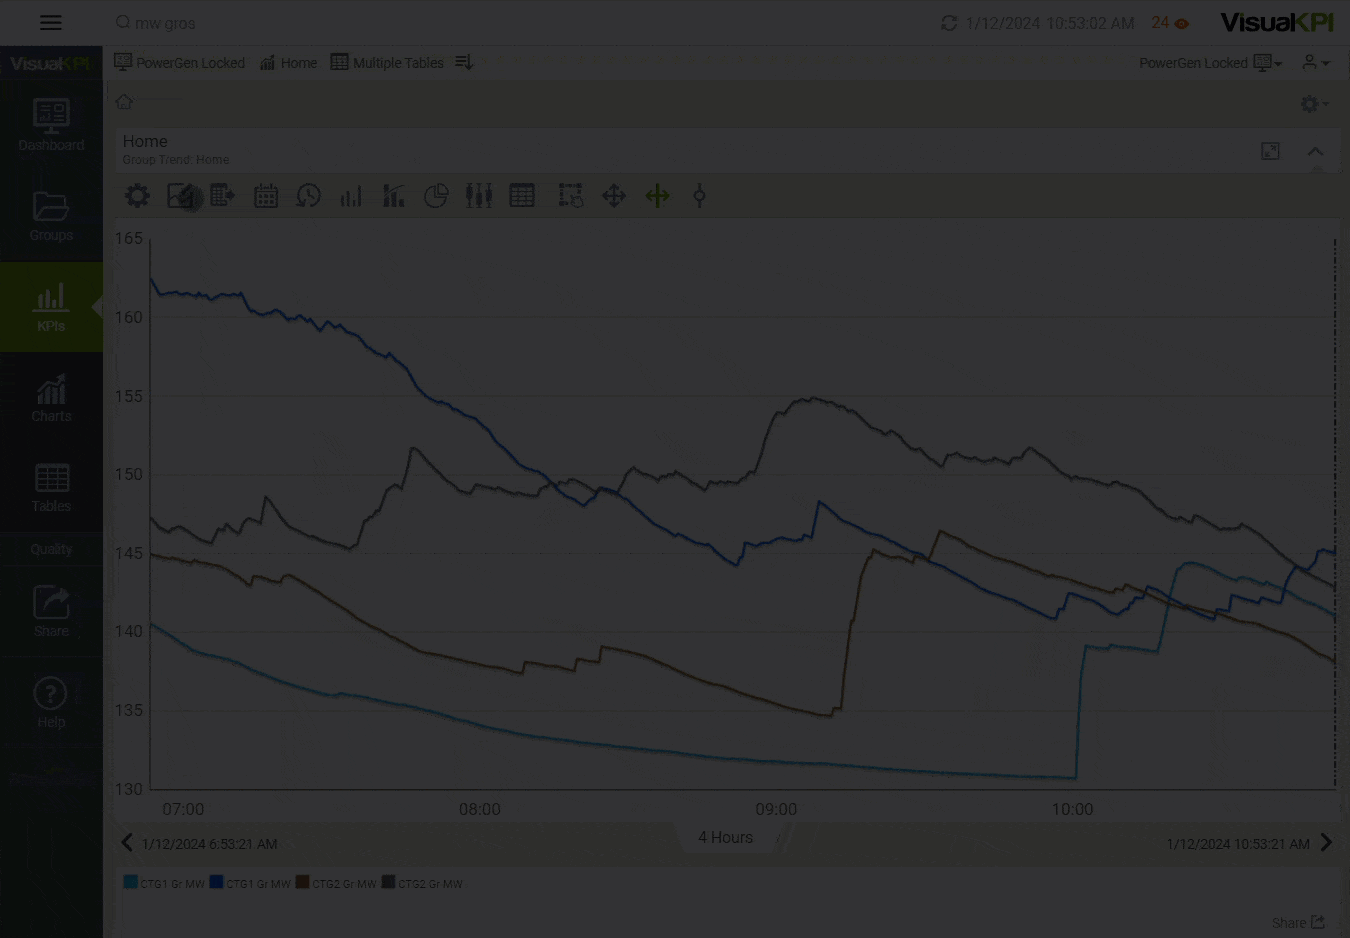 mw gros
1/12/2024 10:53:02 AM
24
VisualKPI
VisualKPI
PowerGen Locked
Home
Multiple Tables
PowerGen Locked
Dashboard
Home
Group Trend: Home
Groups
KPIs
Charts
Tables
Quality
Share
Help
165
160
155
150
145
140
135
130
07:00
08:00
09:00
10:00
1/12/2024 6:53:21 AM
4 Hours
1/12/2024 10:53:21 AM
CTG1 Gr MW
CTG1 Gr MW
CTG2 Gr MW
CTG2 Gr MW
Share